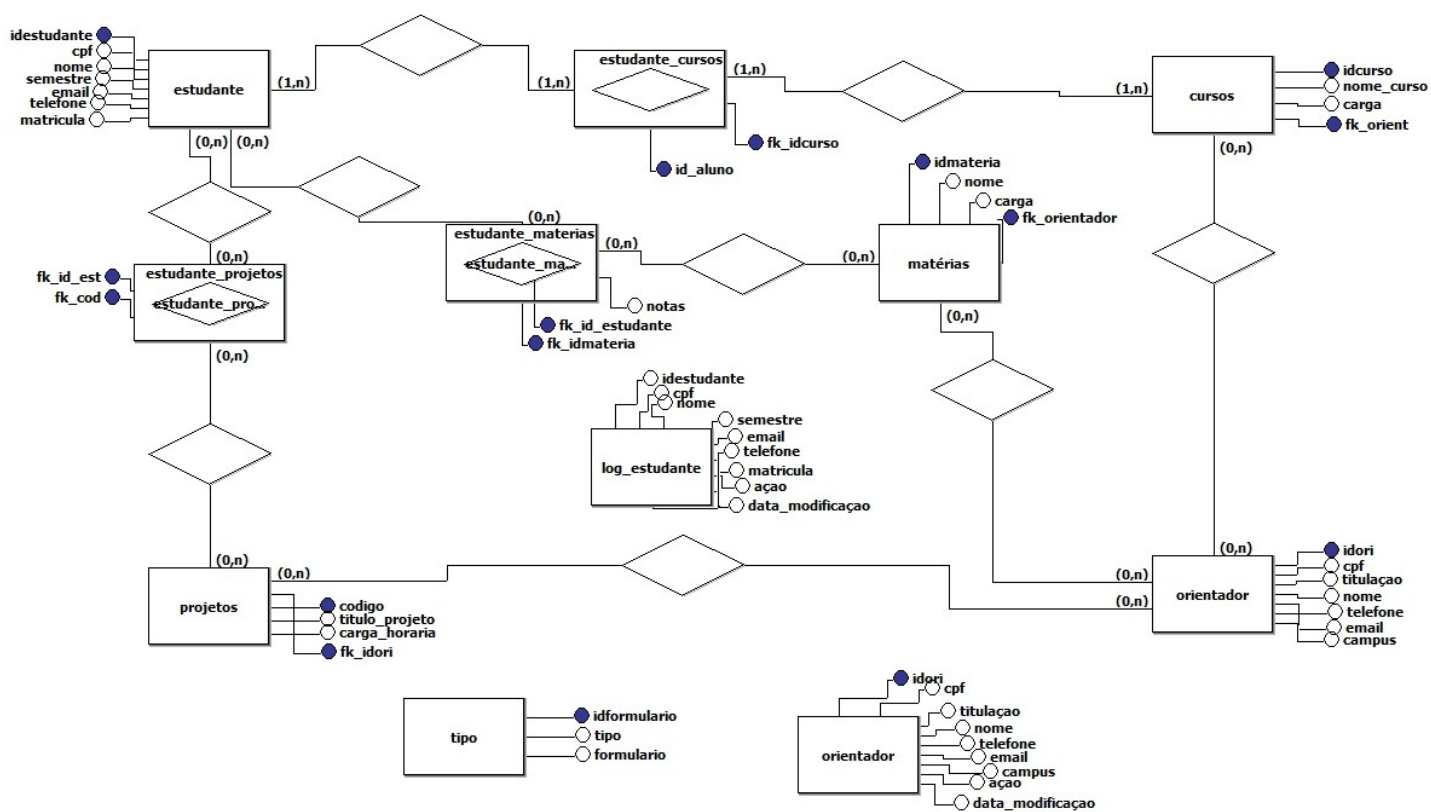 idestudante
cpf
nome
semestre
email
telefone
matricula
estudante
(1,n)
(1,n)
estudante_cursos
(1,n)
(1,n)
fk_idcurso
id_aluno
cursos
idcurso
nome_curso
carga
fk_orient
(0,n)
(0,n)
(0,n)
idmateria
nome
carga
fk_orientador
matérias
(0,n)
(0,n)
(0,n)
estudante_materias
estudante_ma...
(0,n)
notas
fk_id_estudante
fk_idmateria
(0,n)
estudante_projetos
estudante_pro...
fk_id_est
fk_cod
(0,n)
(0,n)
idestudante
cpf
nome
semestre
email
telefone
matricula
açao
data_modificaçao
log_estudante
(0,n)
(0,n)
projetos
codigo
titulo_projeto
carga_horaria
fk_idori
(0,n)
(0,n)
(0,n)
orientador
idori
cpf
titulaçao
nome
telefone
email
campus
tipo
idformulario
tipo
formulario
orientador
idori
cpf
titulaçao
nome
telefone
email
campus
açao
data_modificaçao